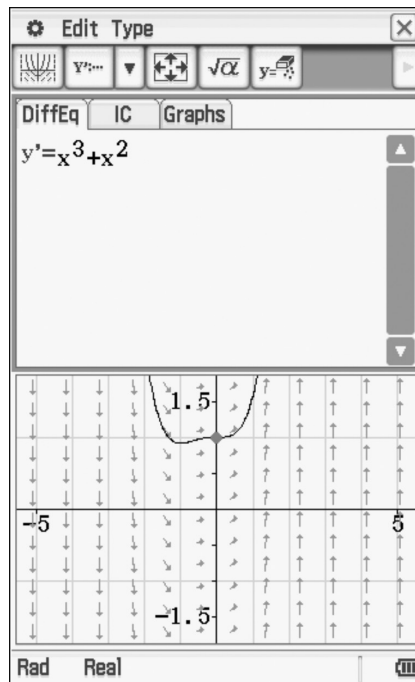 Edit Type
Y':··· √α y=
DiffEq IC Graphs
y'=x³+x²
1.5
-5 5
-1.5
Rad Real